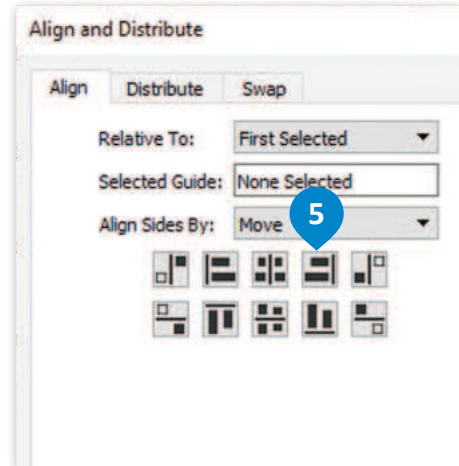 Align and Distribute
Align Distribute Swap
Relative To: First Selected
Selected Guide: None Selected
Align Sides By: Move
5